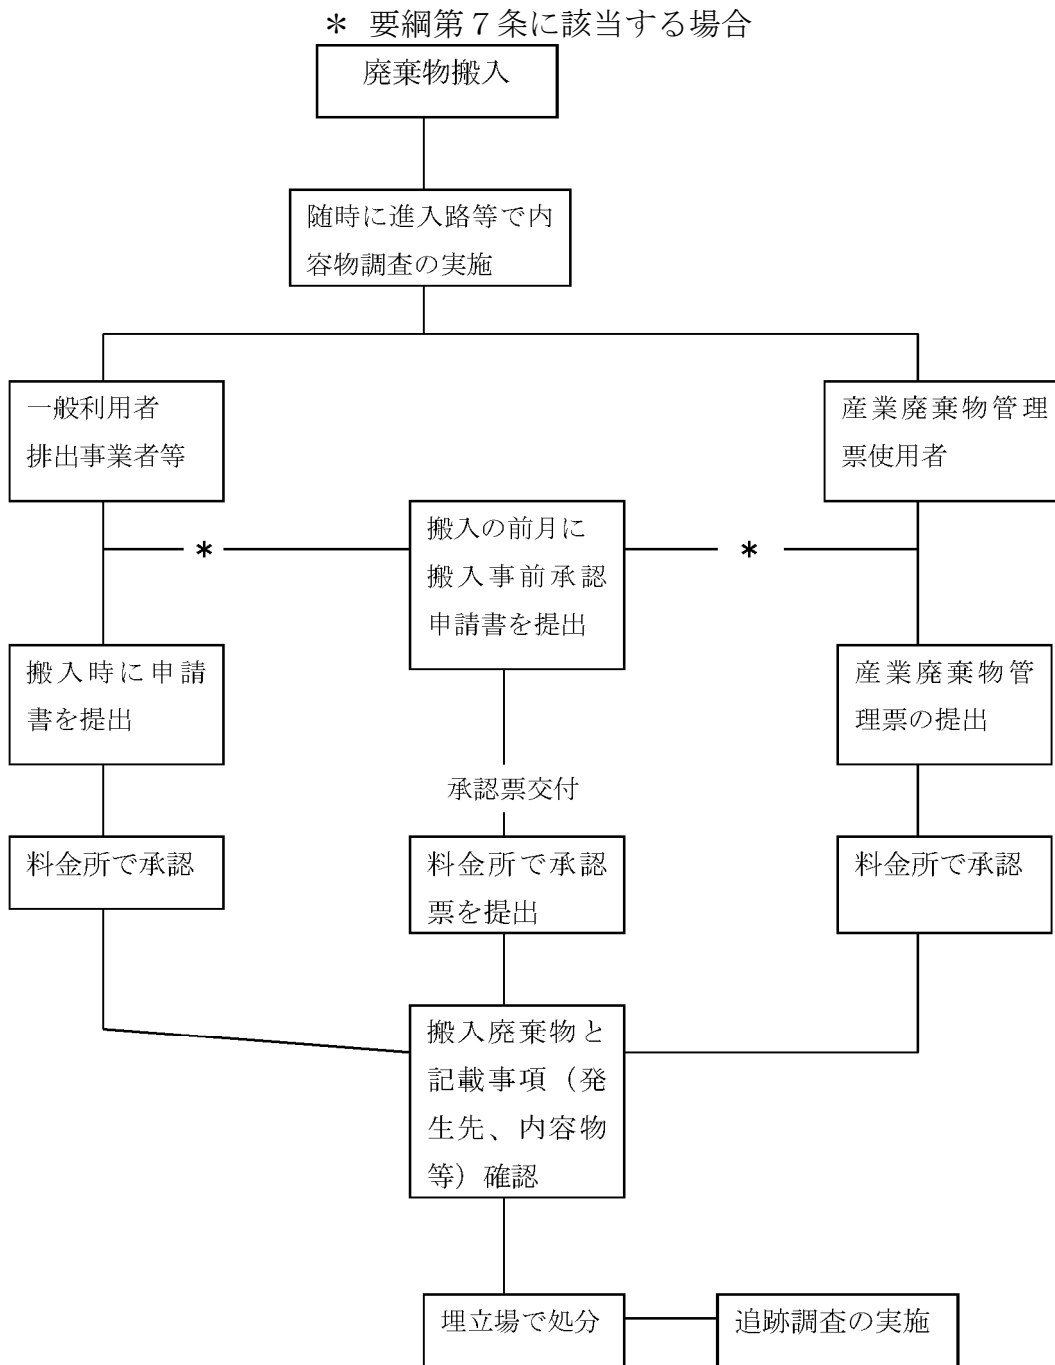 ＊ 要綱第７条に該当する場合
廃棄物搬入
随時に進入路等で内
容物調査の実施
一般利用者
排出事業者等
産業廃棄物管理
票使用者
＊
搬入の前月に
搬入事前承認
申請書を提出
＊
搬入時に申請
書を提出
産業廃棄物管
理票の提出
承認票交付
料金所で承認
料金所で承認
票を提出
料金所で承認
搬入廃棄物と
記載事項（発
生先、内容物
等）確認
埋立場で処分
追跡調査の実施